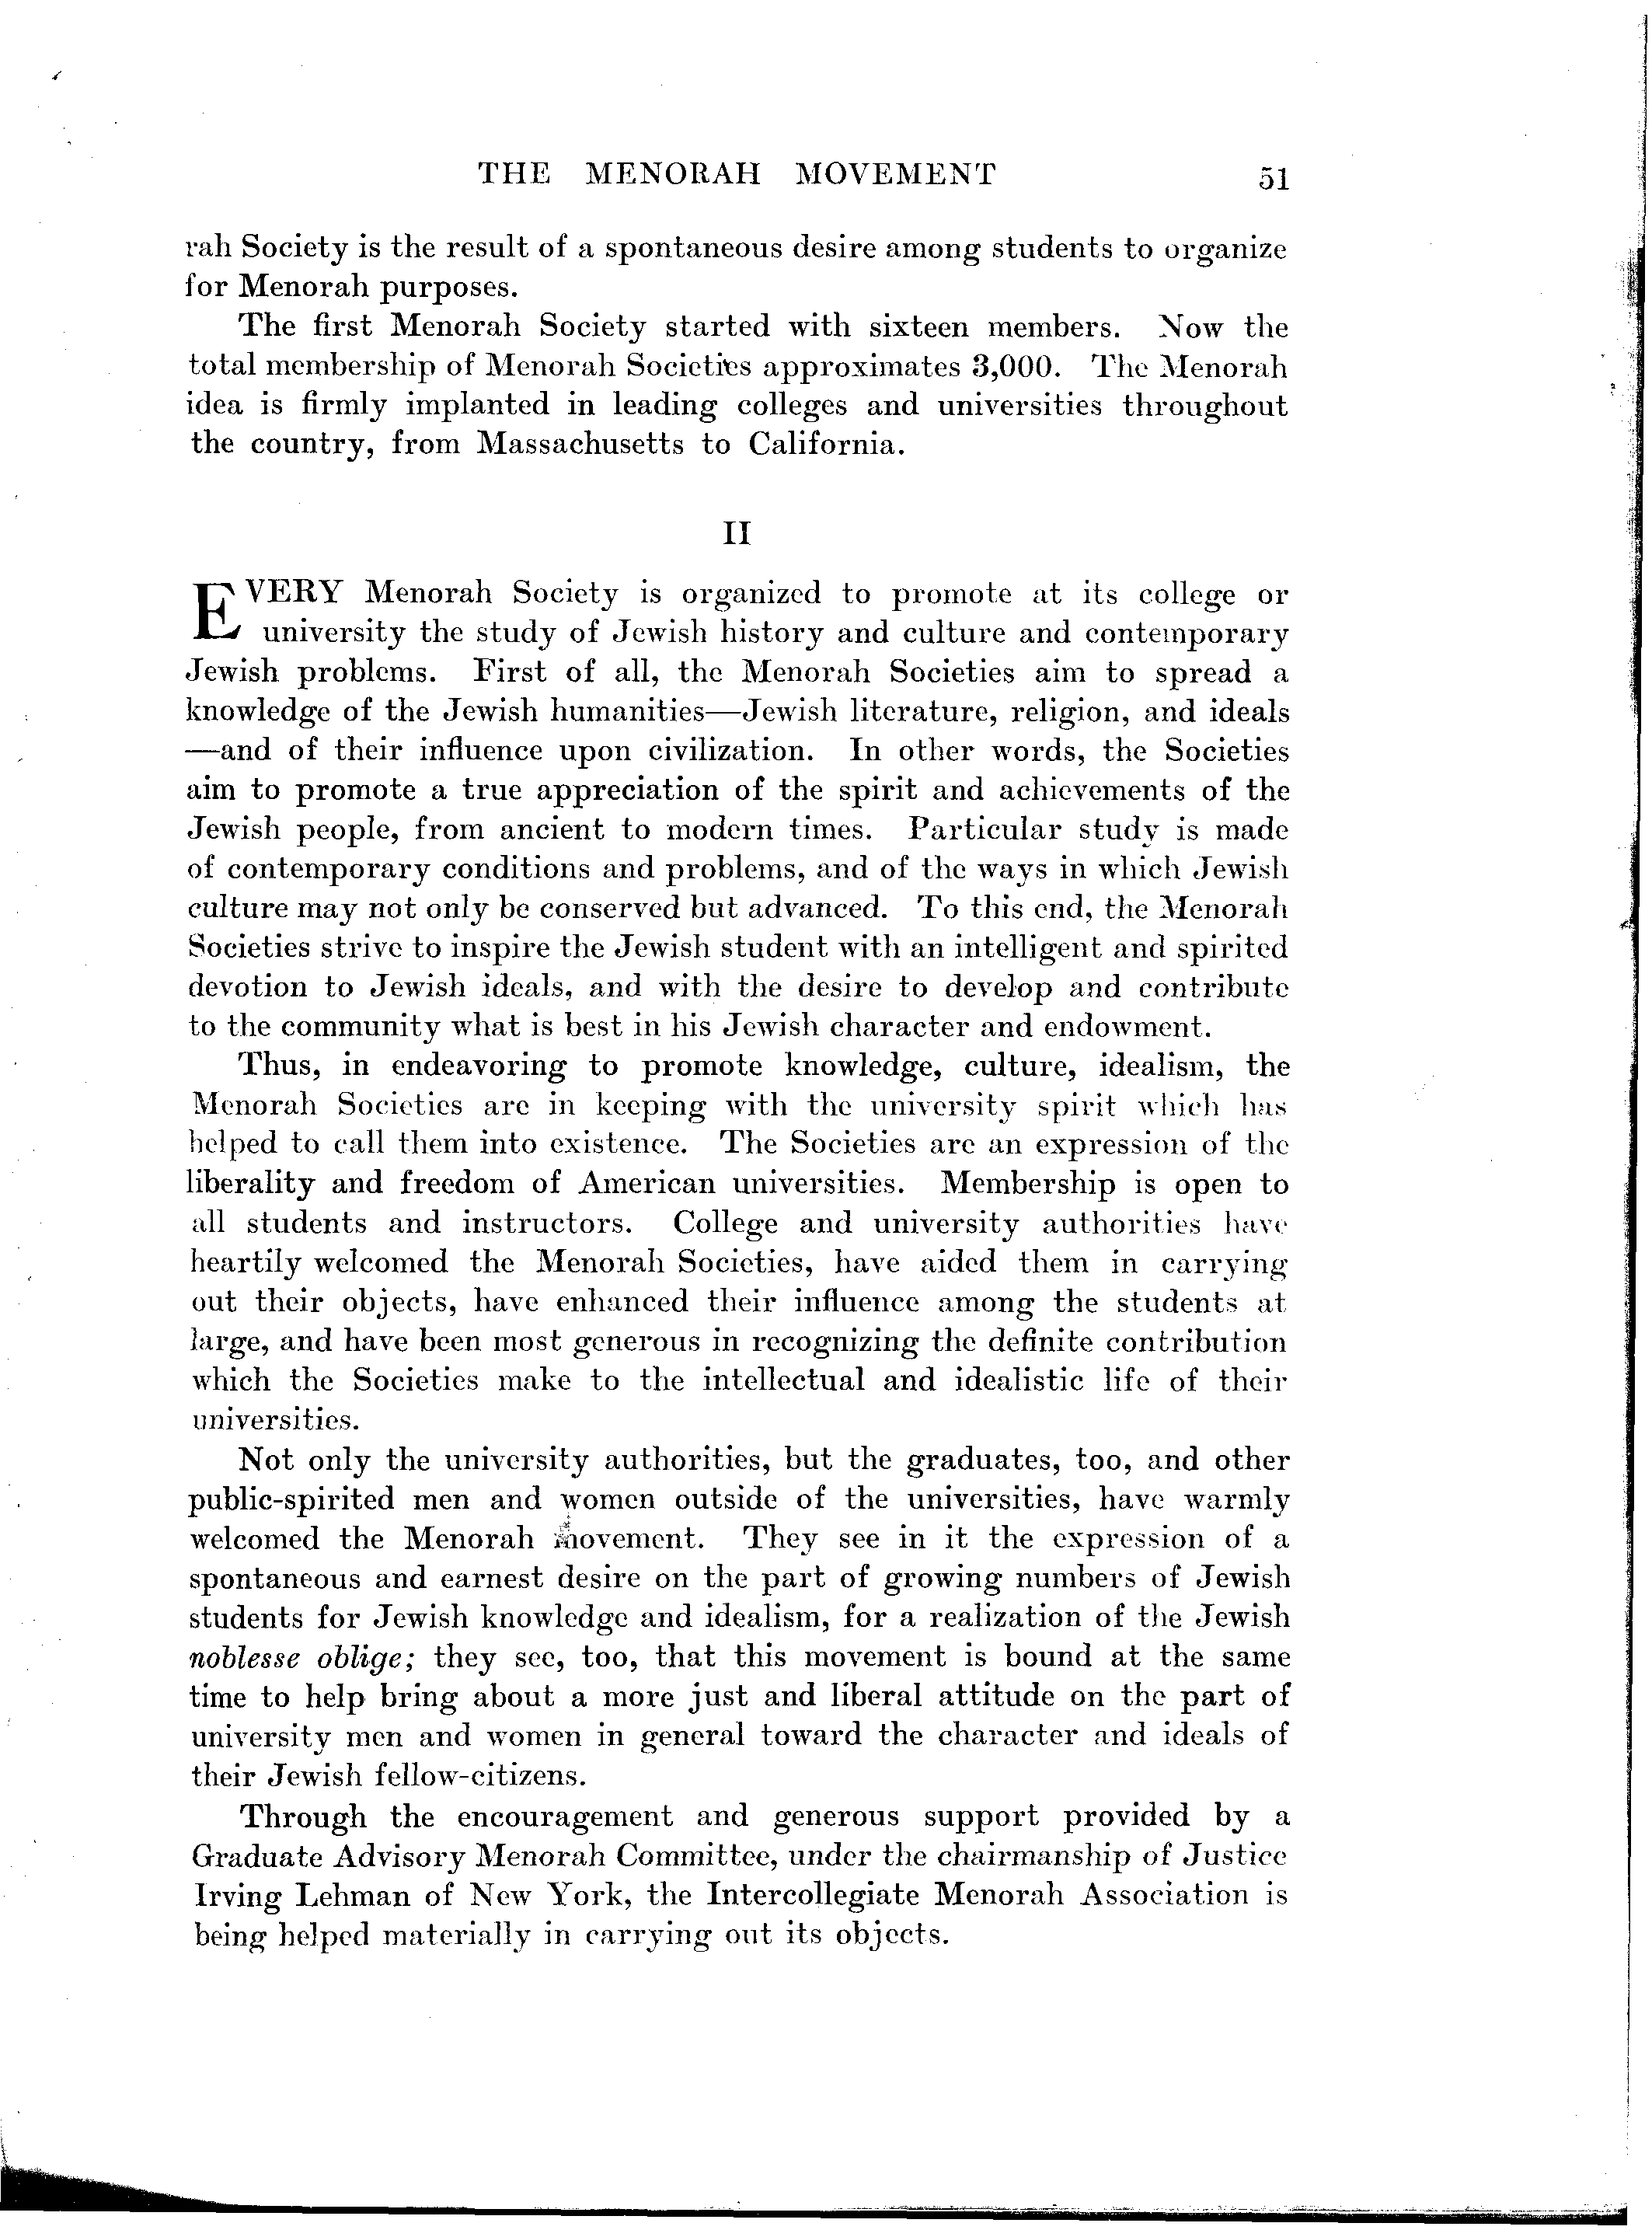 THE MENORAH MOVEMENT 51
rah Society is the result of a spontaneous desire among students to organize
for Menorah purposes.
The first Menorah Society started with sixteen members. Now the
total membership of Menorah Societies approximates 3,000. The Menorah
idea is firmly implanted in leading colleges and universities throughout
the country, from Massachusetts to California.
II
EVERY Menorah Society is organized to promote at its college or
university the study of Jewish history and culture and contemporary
Jewish problems. First of all, the Menorah Societies aim to spread a
knowledge of the Jewish humanities—Jewish literature, religion, and ideals
—and of their influence upon civilization. In other words, the Societies
aim to promote a true appreciation of the spirit and achievements of the
Jewish people, from ancient to modern times. Particular study is made
of contemporary conditions and problems, and of the ways in which Jewish
culture may not only be conserved but advanced. To this end, the Menorah
Societies strive to inspire the Jewish student with an intelligent and spirited
devotion to Jewish ideals, and with the desire to develop and contribute
to the community what is best in his Jewish character and endowment.
Thus, in endeavoring to promote knowledge, culture, idealism, the
Menorah Societies are in keeping with the university spirit which has
helped to call them into existence. The Societies are an expression of the
liberality and freedom of American universities. Membership is open to
all students and instructors. College and university authorities have
heartily welcomed the Menorah Societies, have aided them in carrying
out their objects, have enhanced their influence among the students at
large, and have been most generous in recognizing the definite contribution
which the Societies make to the intellectual and idealistic life of their
universities.
Not only the university authorities, but the graduates, too, and other
public-spirited men and women outside of the universities, have warmly
welcomed the Menorah movement. They see in it the expression of a
spontaneous and earnest desire on the part of growing numbers of Jewish
students for Jewish knowledge and idealism, for a realization of the Jewish
noblesse oblige; they see, too, that this movement is bound at the same
time to help bring about a more just and liberal attitude on the part of
university men and women in general toward the character and ideals of
their Jewish fellow-citizens.
Through the encouragement and generous support provided by a
Graduate Advisory Menorah Committee, under the chairmanship of Justice
Irving Lehman of New York, the Intercollegiate Menorah Association is
being helped materially in carrying out its objects.